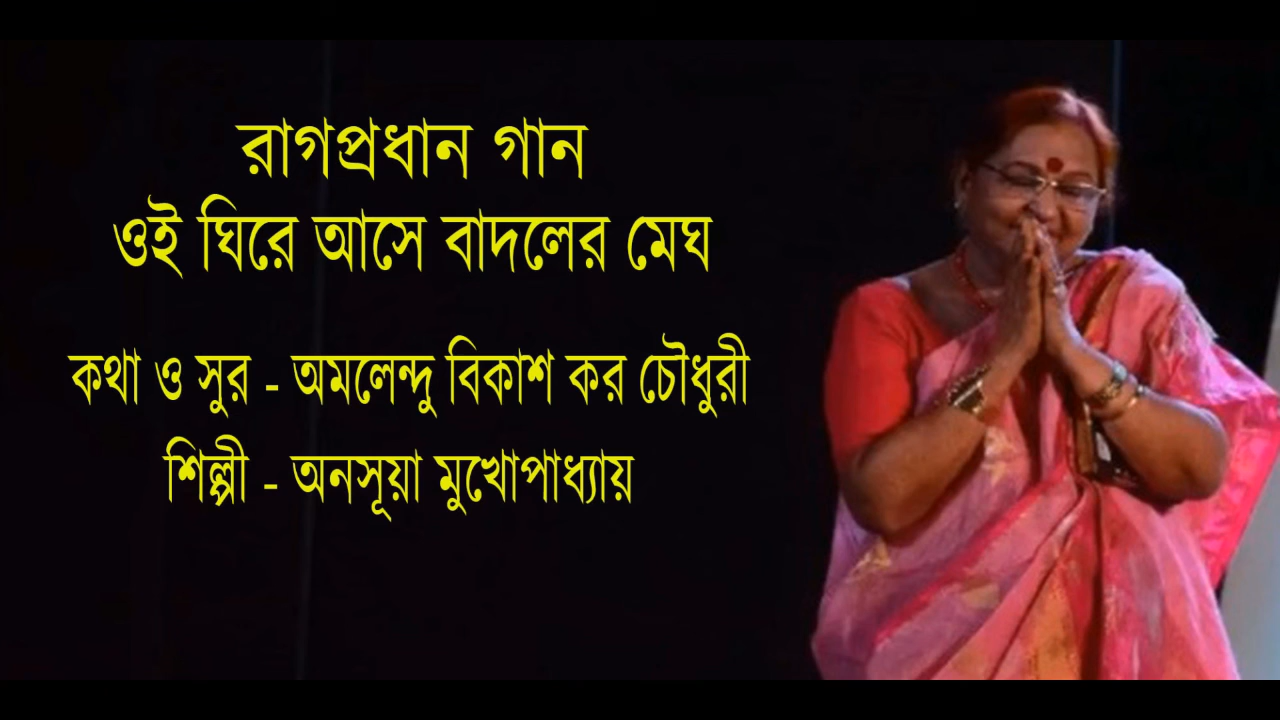 রাগপ্রধান গান
ওই ঘিরে আসে বাদলের মেঘ
কথা ও সুর - অমলেন্দু বিকাশ কর চৌধুরী
শিল্পী - অনসূয়া মুখোপাধ্যায়